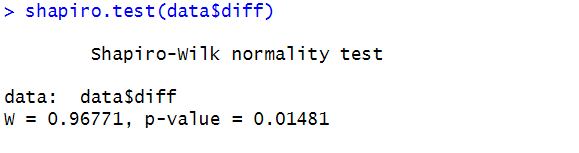 > shapiro.test(data$diff)
Shapiro-Wilk normality test
data:  data$diff
W = 0.96771, p-value = 0.01481